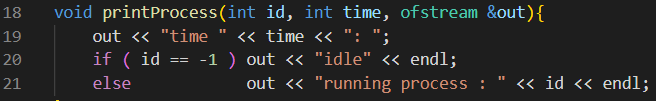 18 void printProcess(int id, int time, ofstream &out){
19     out << "time " << time << ": ";
20     if ( id == -1 ) out << "idle" << endl;
21     else            out << "running process : " << id << endl;